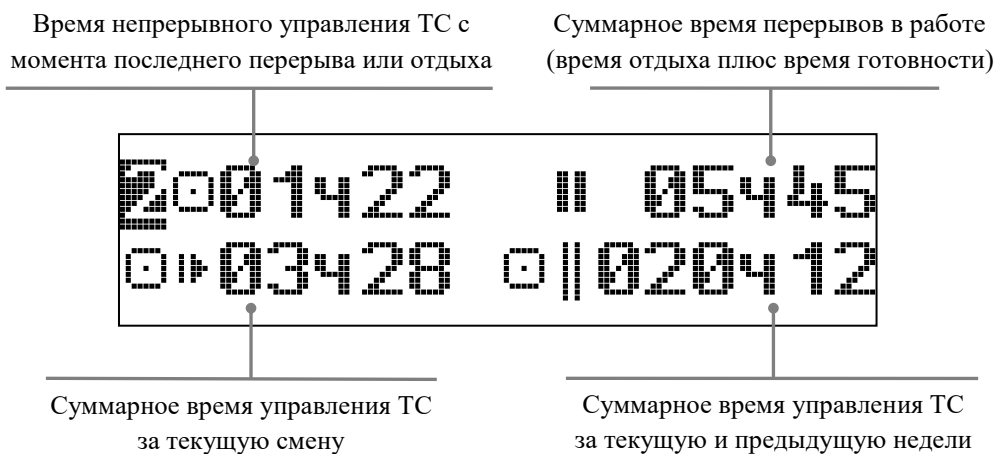 Время непрерывного управления ТС с
момента последнего перерыва или отдыха
Суммарное время перерывов в работе
(время отдыха плюс время готовности)
2 01ч22 05ч45
03ч28 020ч12
Суммарное время управления ТС
за текущую смену
Суммарное время управления ТС
за текущую и предыдущую недели